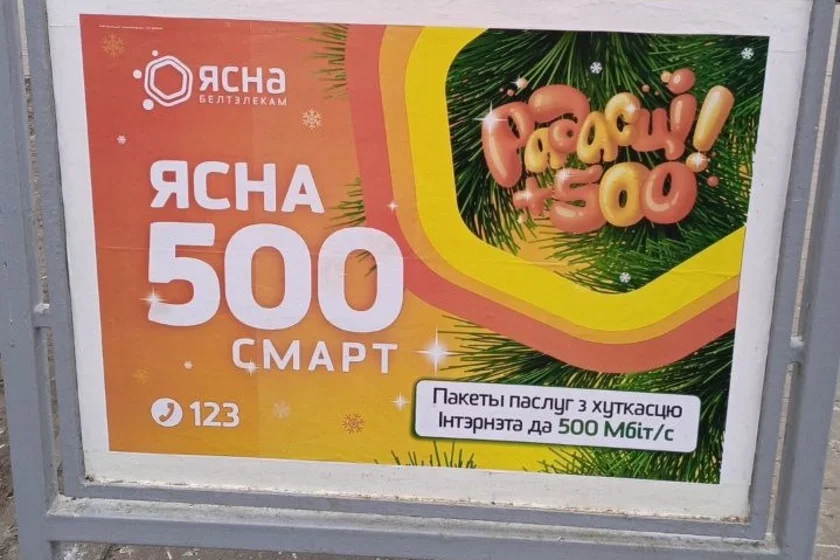 ЯСНА
БЕЛТЭЛЕКАМ
ЯСНА
500
СМАРТ
123
Радасці!
+500
Пакеты паслуг з хуткасцю
Інтэрнэта да 500 Мбіт/с